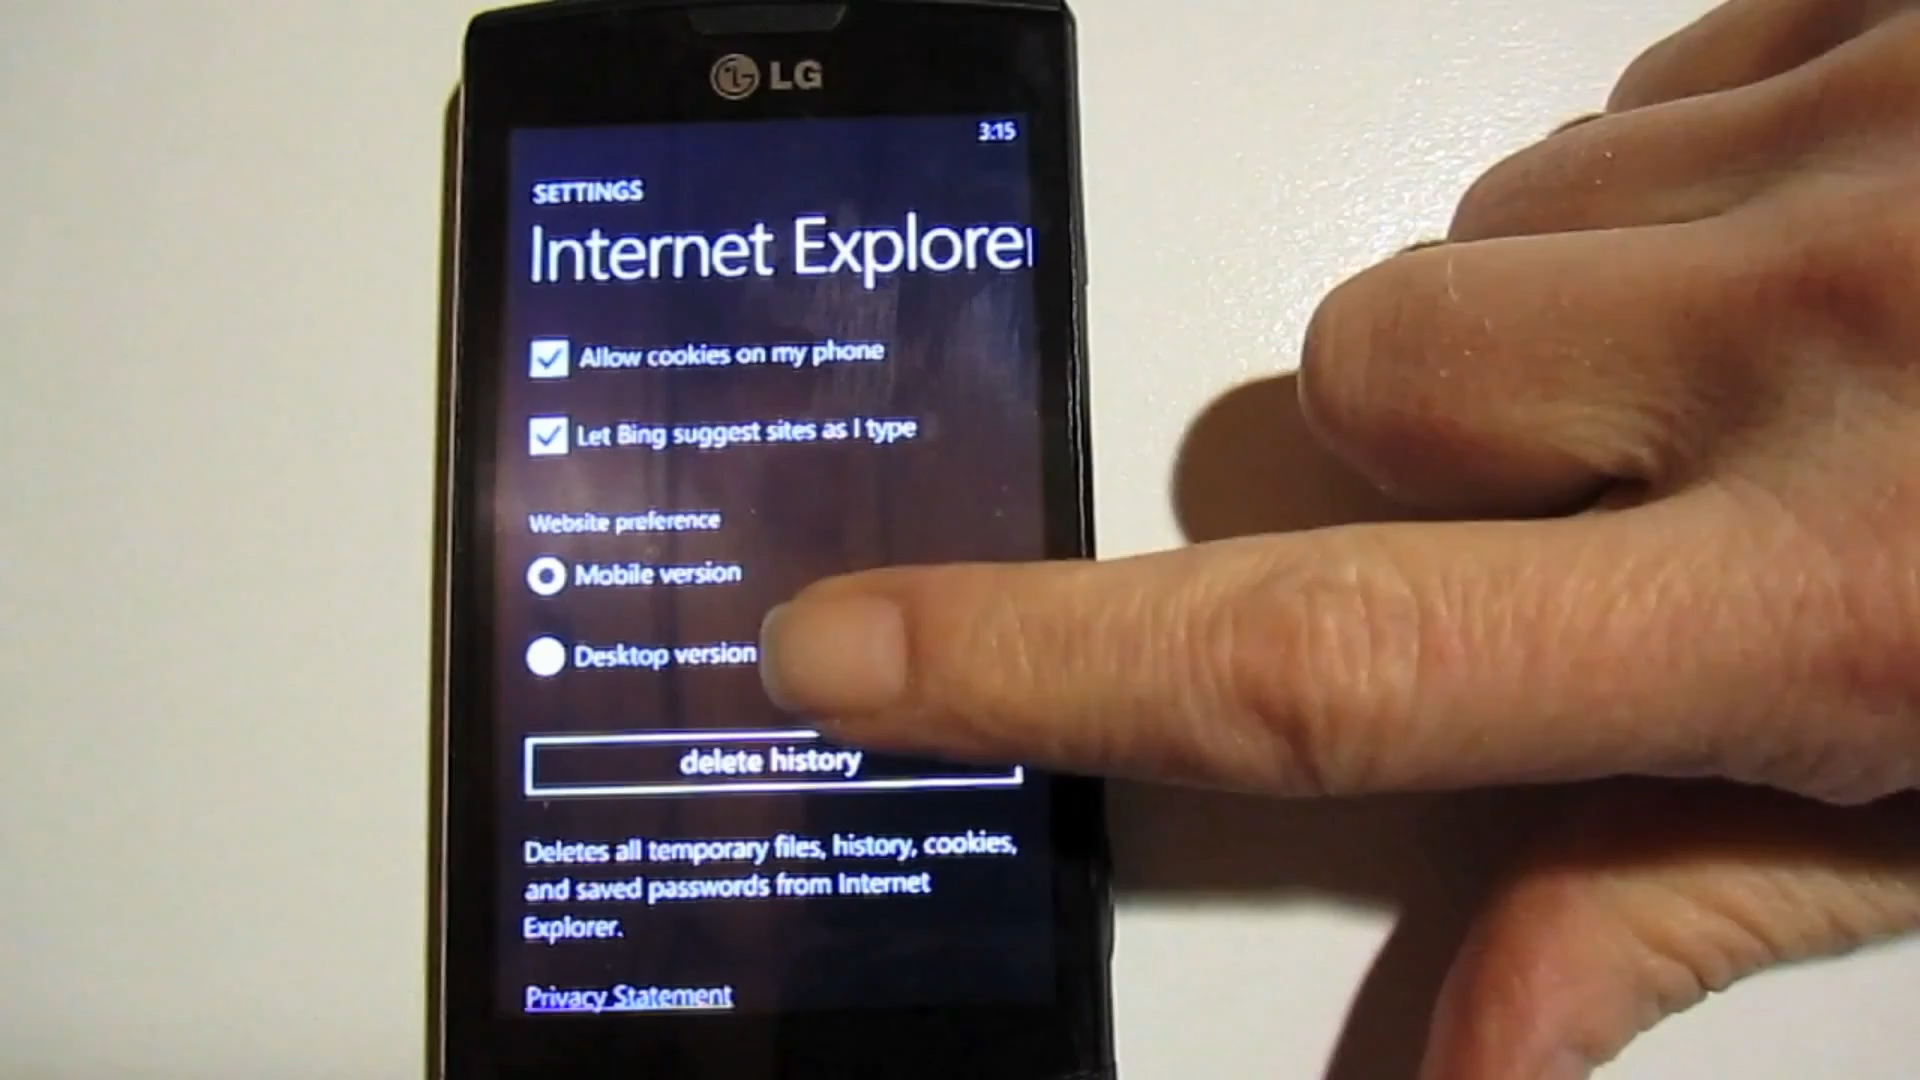 LG
3:15
SETTINGS
Internet Explorer
Allow cookies on my phone
Let Bing suggest sites as I type
Website preference
Mobile version
Desktop version
delete history
Deletes all temporary files, history, cookies,
and saved passwords from Internet
Explorer.
Privacy Statement